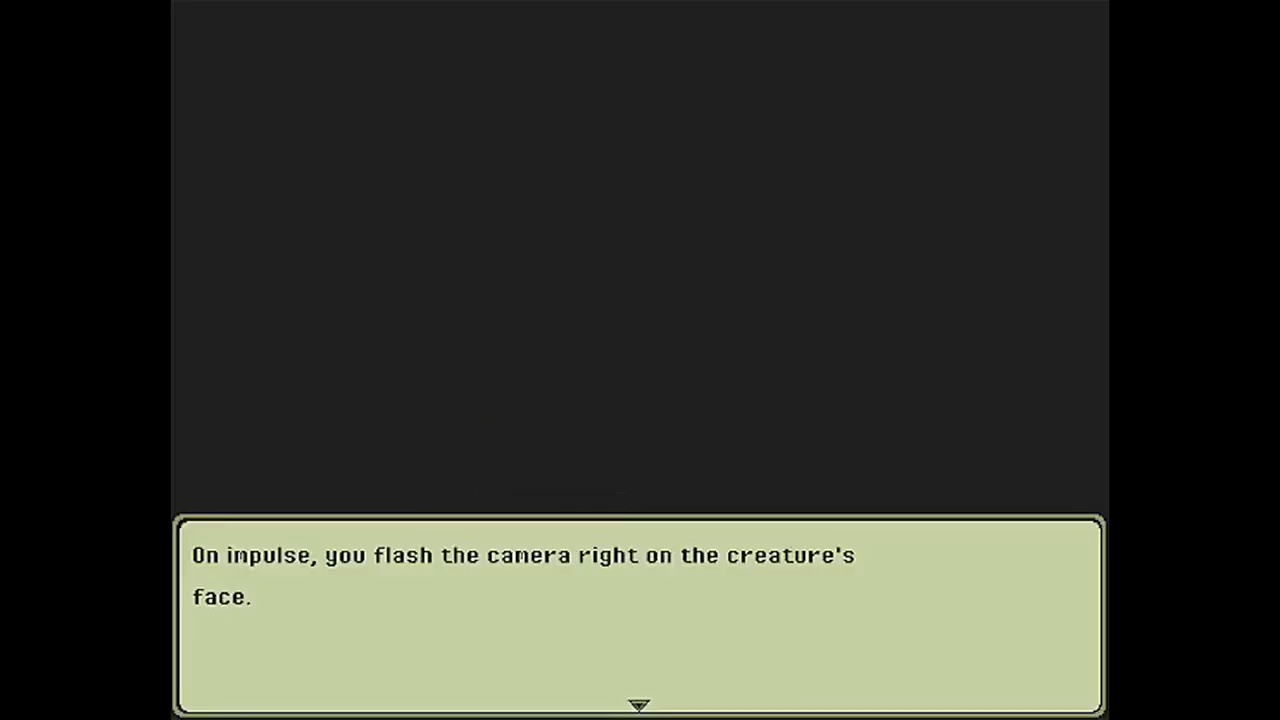 On impulse, you flash the camera right on the creature's
face.